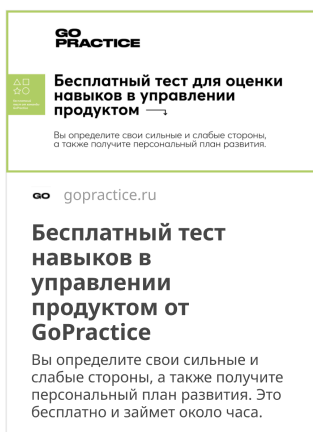 GO
PRACTICE
Бесплатный тест для оценки
навыков в управлении
продуктом
Вы определите свои сильные и слабые стороны,
а также получите персональный план развития.
GO gopractice.ru
Бесплатный тест
навыков в
управлении
продуктом от
GoPractice
Вы определите свои сильные и
слабые стороны, а также получите
персональный план развития. Это
бесплатно и займет около часа.